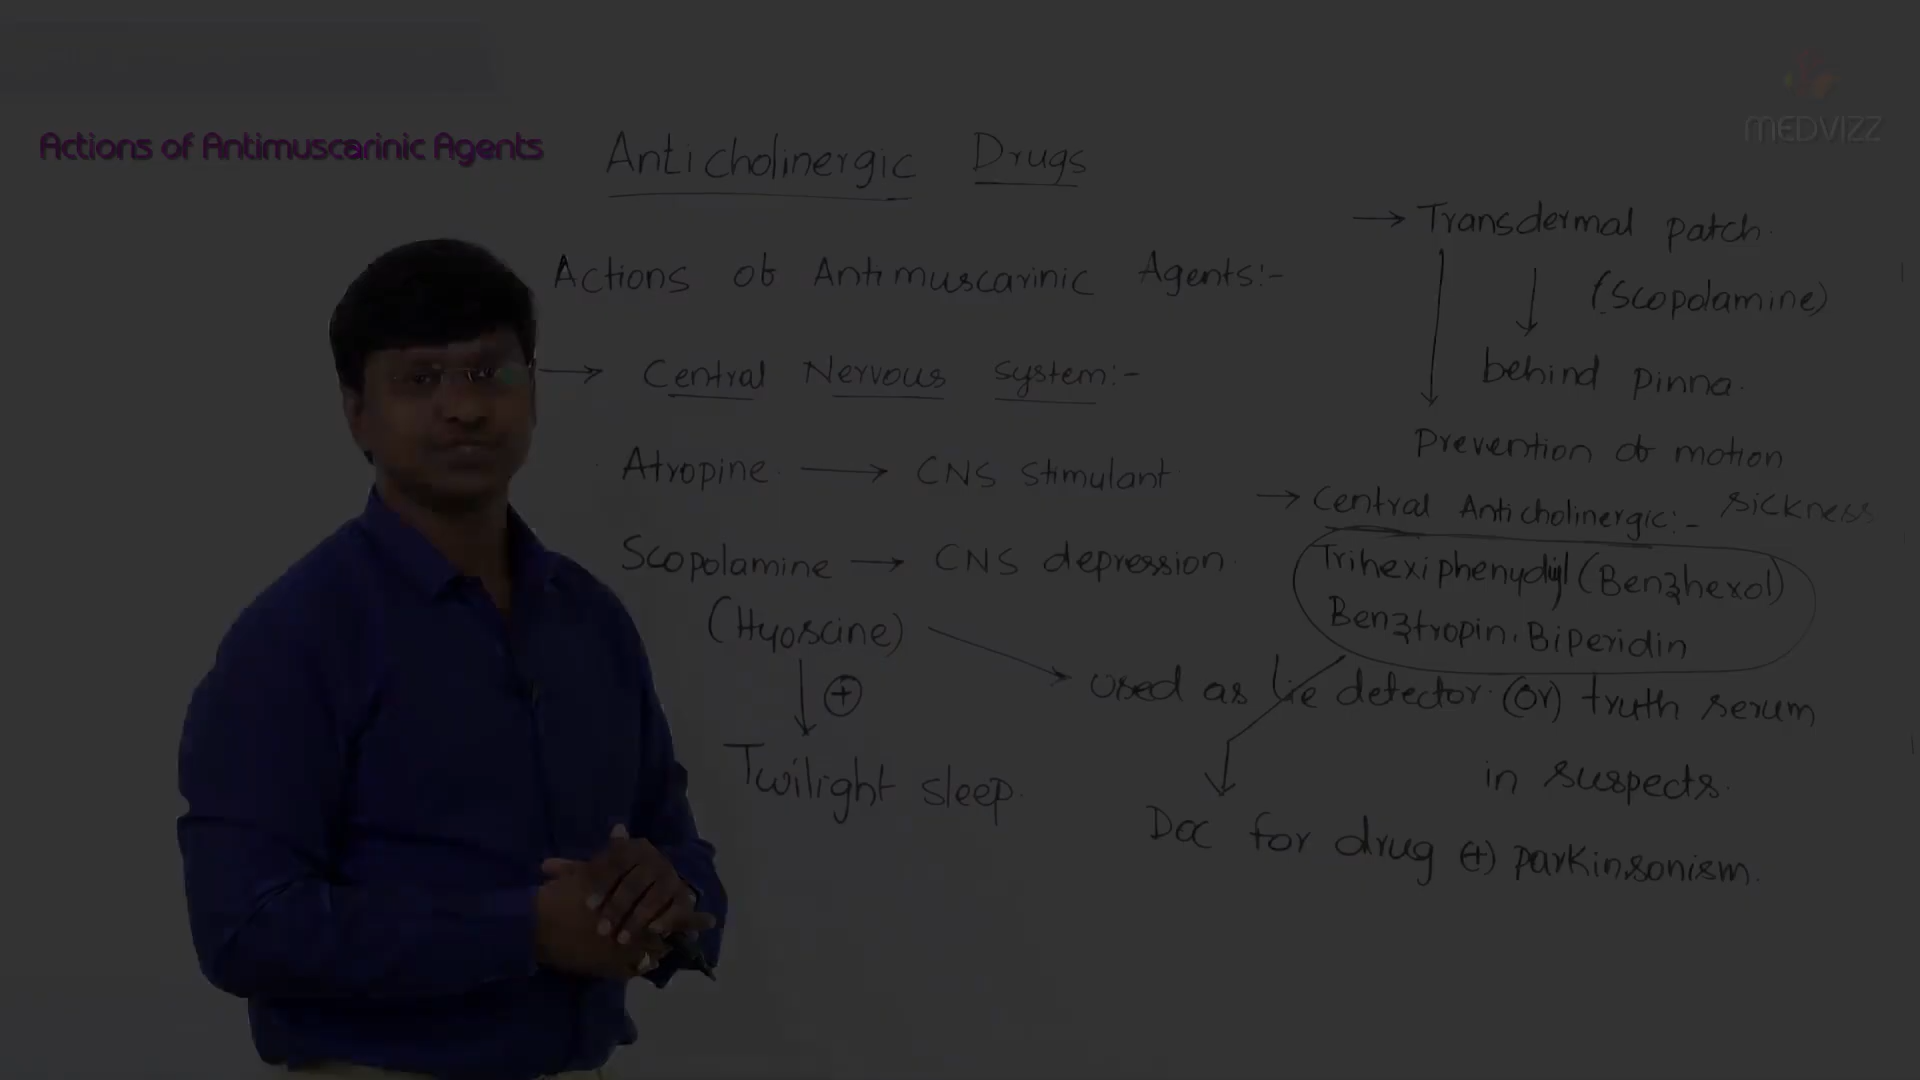 MEDVIZZ
Actions of Antimuscarinic Agents
Anticholinergic Drugs
Actions of Antimuscarinic Agents:-
→ Central Nervous System:-
Atropine → CNS Stimulant
Scopolamine → CNS depression.
(Hyoscine)
→ used as lie detector (or) truth serum
in suspects.
↓ ⊕
Twilight sleep.
→ Transdermal patch.
↓ (Scopolamine)
behind pinna.
↓
Prevention of motion
sickness
→ Central Anticholinergic:-
Trihexiphenydyl (Benzhexol)
Benztropin, Biperidin
↓
DOC for drug (+) parkinsonism.